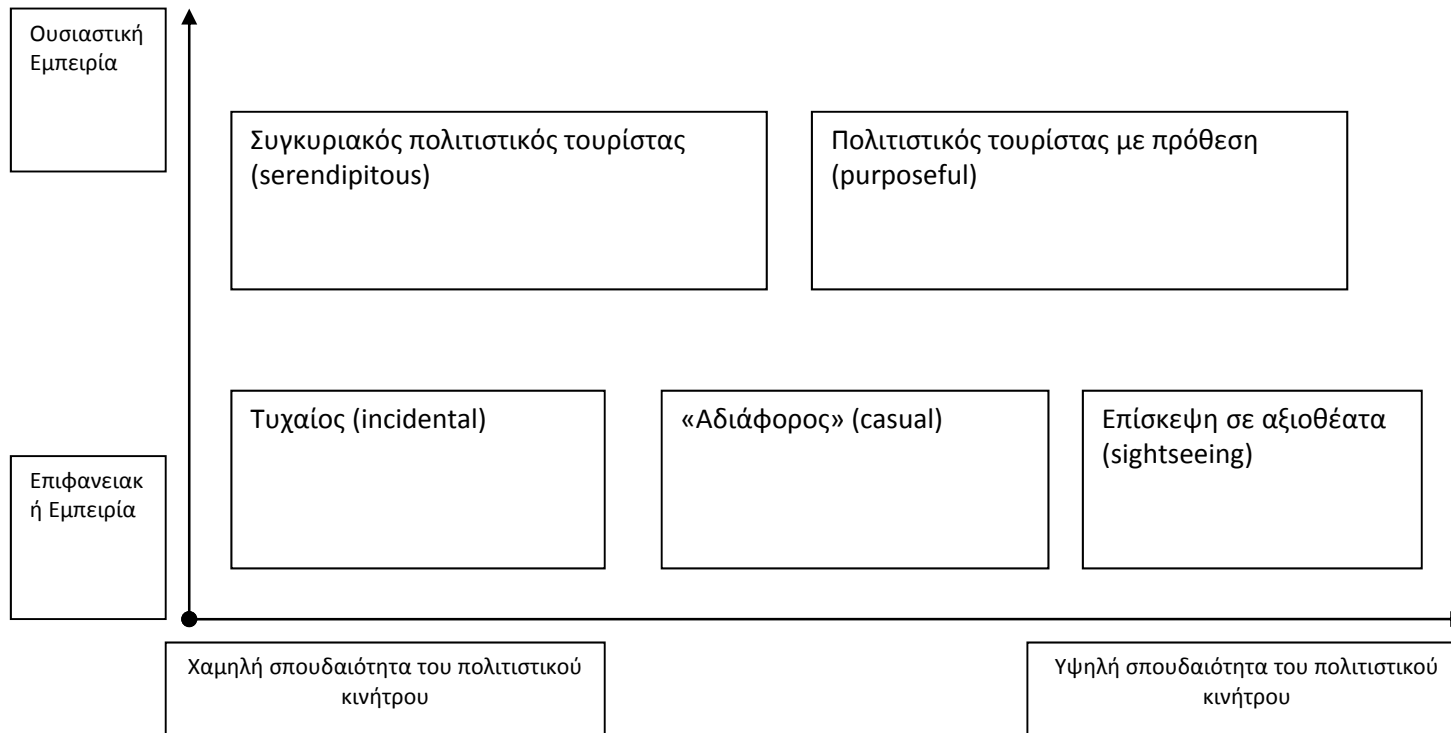 Ουσιαστική
Εμπειρία
Συγκυριακός πολιτιστικός τουρίστας
(serendipitous)
Πολιτιστικός τουρίστας με πρόθεση
(purposeful)
Τυχαίος (incidental)
«Αδιάφορος» (casual)
Επίσκεψη σε αξιοθέατα
(sightseeing)
Επιφανειακ
ή Εμπειρία
Χαμηλή σπουδαιότητα του πολιτιστικού
κινήτρου
Υψηλή σπουδαιότητα του πολιτιστικού
κινήτρου